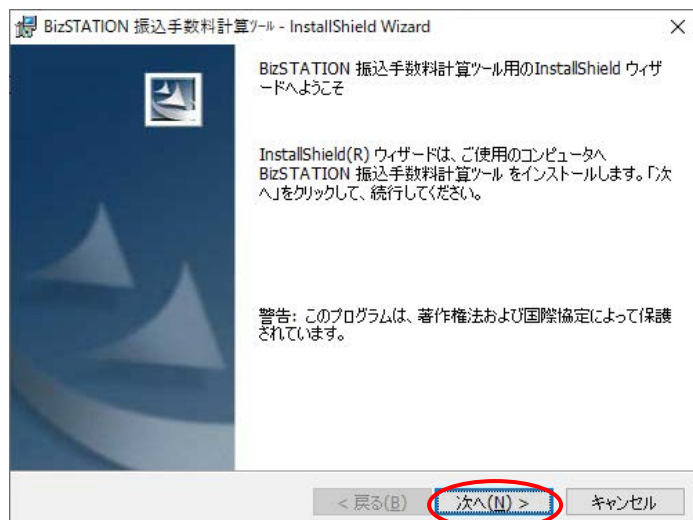 BizSTATION 振込手数料計算ﾂｰﾙ - InstallShield Wizard
BizSTATION 振込手数料計算ツール用のInstallShield ウィザ
ードへようこそ
InstallShield(R) ウィザードは、ご使用のコンピュータへ
BizSTATION 振込手数料計算ツール をインストールします。「次
へ」をクリックして、続行してください。
警告: このプログラムは、著作権法および国際協定によって保護
されています。
< 戻る(B)
次へ(N) >
キャンセル